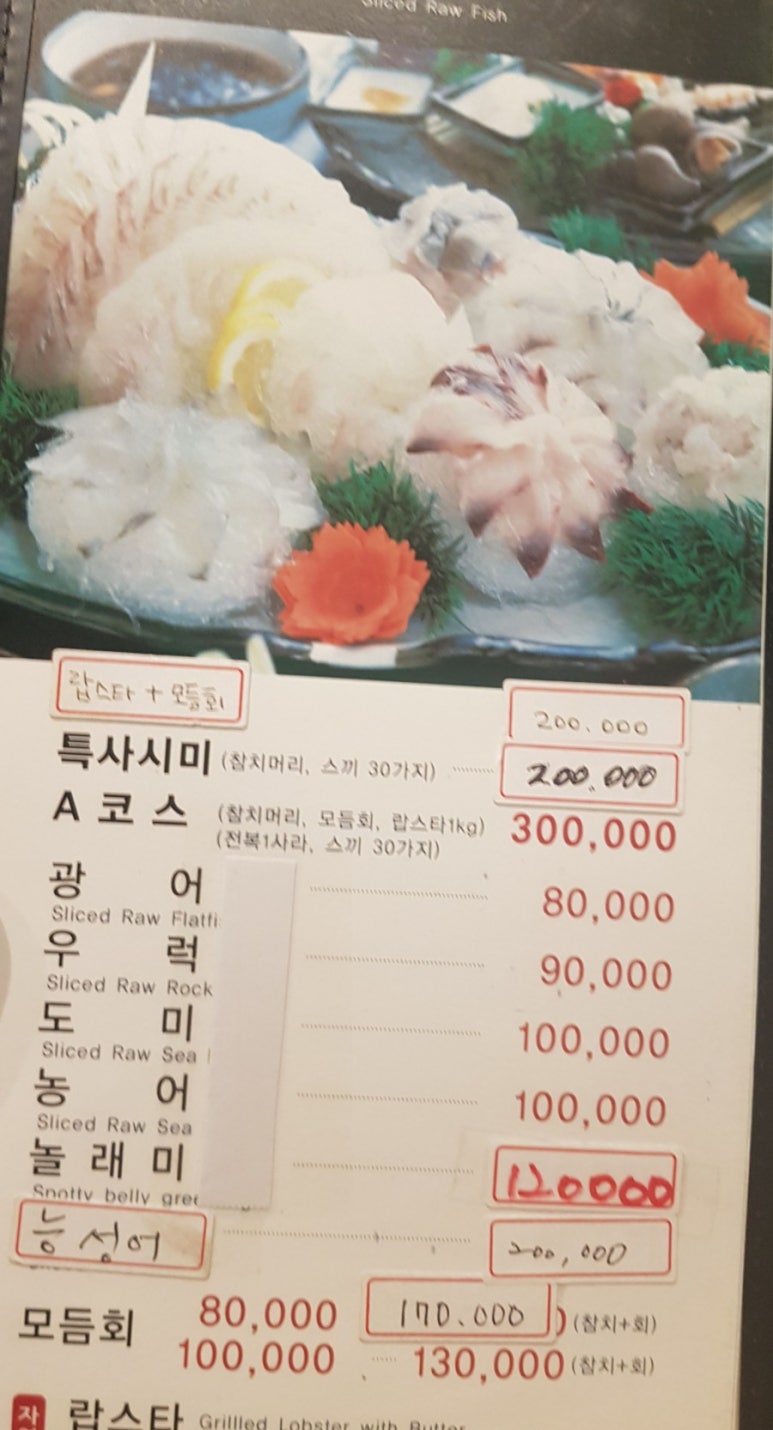 Sliced Raw Fish
랍스타 + 모듬회 200.000
특사시미 (참치머리, 스끼 30가지) 200.000
A 코스 (참치머리, 모듬회, 랍스타1kg) 300,000
(전복1사라, 스끼 30가지)
광 어 80,000
Sliced Raw Flatfi
우 럭 90,000
Sliced Raw Rock
도 미 100,000
Sliced Raw Sea
농 어 100,000
Sliced Raw Sea
놀 래 미 120000
Spotty belly gree
능성어 200,000
모듬회 80,000 170.000 (참치+회)
100,000 130,000 (참치+회)
랍스타 Grillled Lobster with Butter